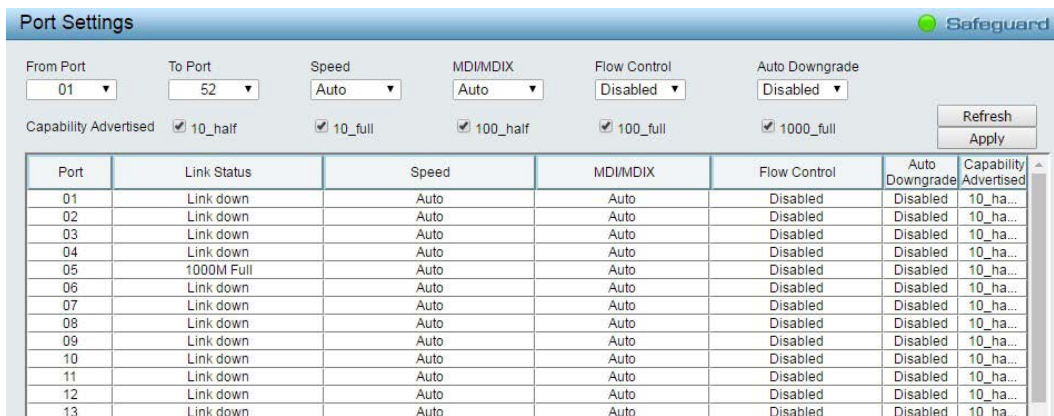 Port Settings Safeguard
From Port To Port Speed MDI/MDIX Flow Control Auto Downgrade
01 52 Auto Auto Disabled Disabled
Capability Advertised 10_half 10_full 100_half 100_full 1000_full
Refresh
Apply
Port Link Status Speed MDI/MDIX Flow Control Auto Downgrade Capability Advertised
01 Link down Auto Auto Disabled Disabled 10_ha...
02 Link down Auto Auto Disabled Disabled 10_ha...
03 Link down Auto Auto Disabled Disabled 10_ha...
04 Link down Auto Auto Disabled Disabled 10_ha...
05 1000M Full Auto Auto Disabled Disabled 10_ha...
06 Link down Auto Auto Disabled Disabled 10_ha...
07 Link down Auto Auto Disabled Disabled 10_ha...
08 Link down Auto Auto Disabled Disabled 10_ha...
09 Link down Auto Auto Disabled Disabled 10_ha...
10 Link down Auto Auto Disabled Disabled 10_ha...
11 Link down Auto Auto Disabled Disabled 10_ha...
12 Link down Auto Auto Disabled Disabled 10_ha...
13 Link down Auto Auto Disabled Disabled 10_ha...